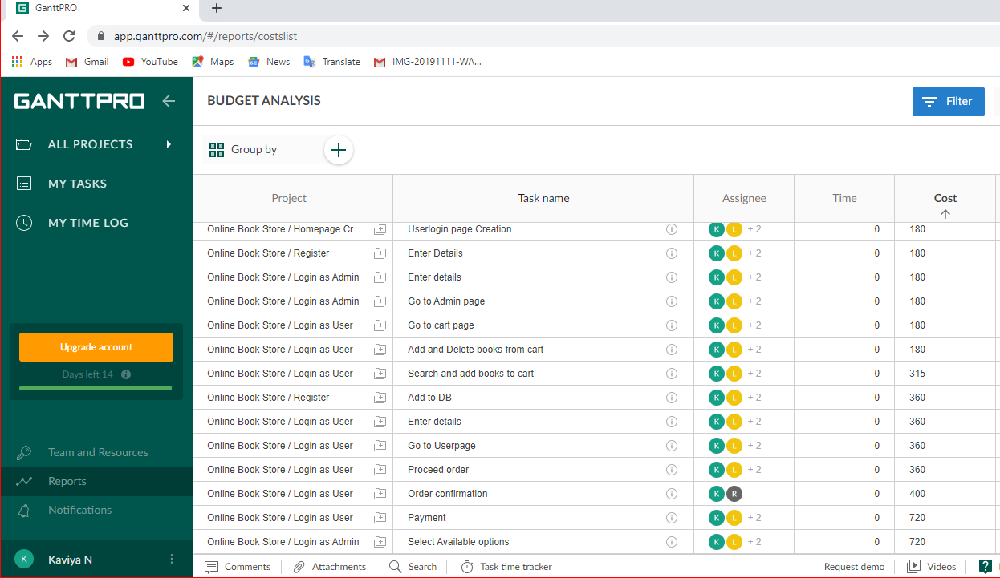 GanttPRO
app.ganttpro.com/#/reports/costslist
Apps Gmail YouTube Maps News Translate IMG-20191111-WA...
GANTTPRO
ALL PROJECTS
MY TASKS
MY TIME LOG
Upgrade account
Days left 14
Team and Resources
Reports
Notifications
K Kaviya N
BUDGET ANALYSIS
Filter
Group by
Project Task name Assignee Time Cost
Online Book Store / Homepage Cr... Userlogin page Creation K L + 2 0 180
Online Book Store / Register Enter Details K L + 2 0 180
Online Book Store / Login as Admin Enter details K L + 2 0 180
Online Book Store / Login as Admin Go to Admin page K L + 2 0 180
Online Book Store / Login as User Go to cart page K L + 2 0 180
Online Book Store / Login as User Add and Delete books from cart K L + 2 0 180
Online Book Store / Login as User Search and add books to cart K L + 2 0 315
Online Book Store / Register Add to DB K L + 2 0 360
Online Book Store / Login as User Enter details K L + 2 0 360
Online Book Store / Login as User Go to Userpage K L + 2 0 360
Online Book Store / Login as User Proceed order K L + 2 0 360
Online Book Store / Login as User Order confirmation K R 0 400
Online Book Store / Login as User Payment K L + 2 0 720
Online Book Store / Login as Admin Select Available options K L + 2 0 720
Comments Attachments Search Task time tracker Request demo Videos ?